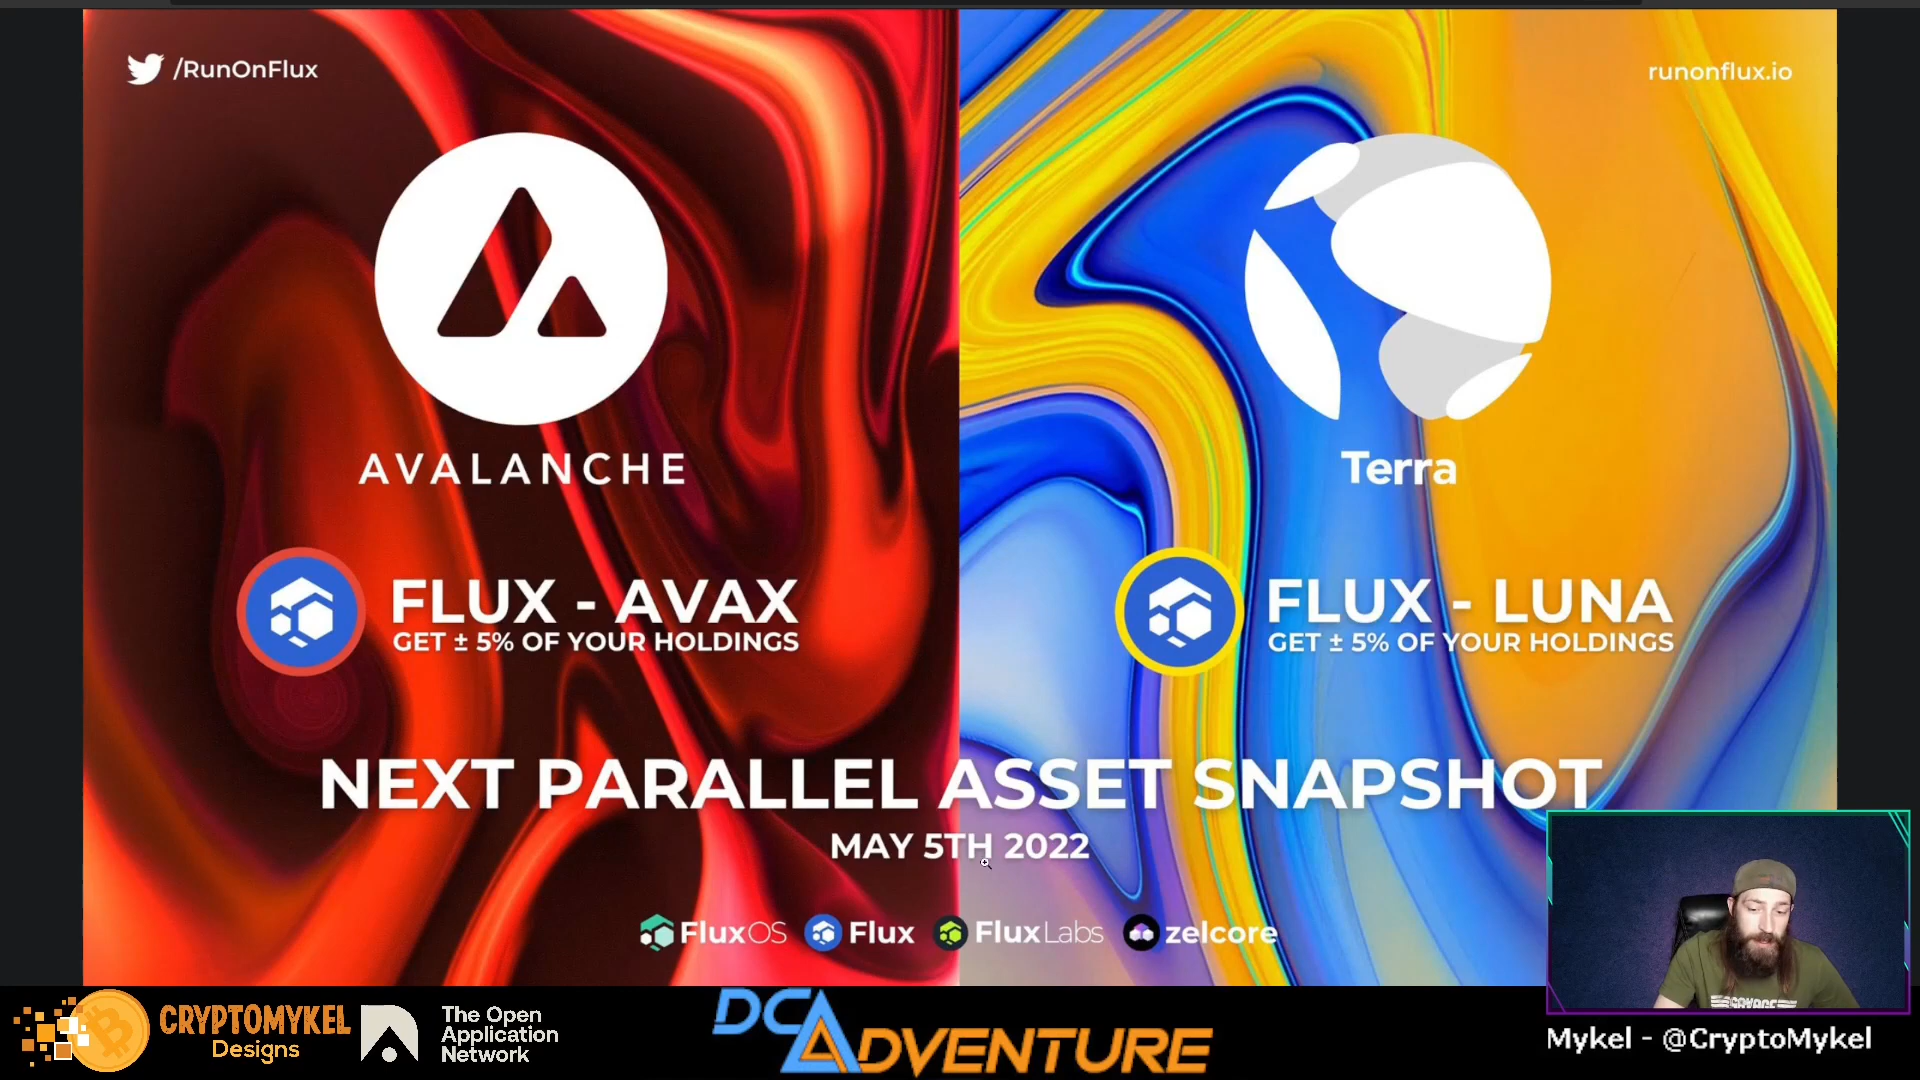 /RunOnFlux
runonflux.io
AVALANCHE
Terra
FLUX - AVAX
GET ± 5% OF YOUR HOLDINGS
FLUX - LUNA
GET ± 5% OF YOUR HOLDINGS
NEXT PARALLEL ASSET SNAPSHOT
MAY 5TH 2022
FluxOS
Flux
FluxLabs
zelcore
CRYPTOMYKEL
Designs
The Open
Application
Network
DCADVENTURE
SAVAGE
Mykel - @CryptoMykel